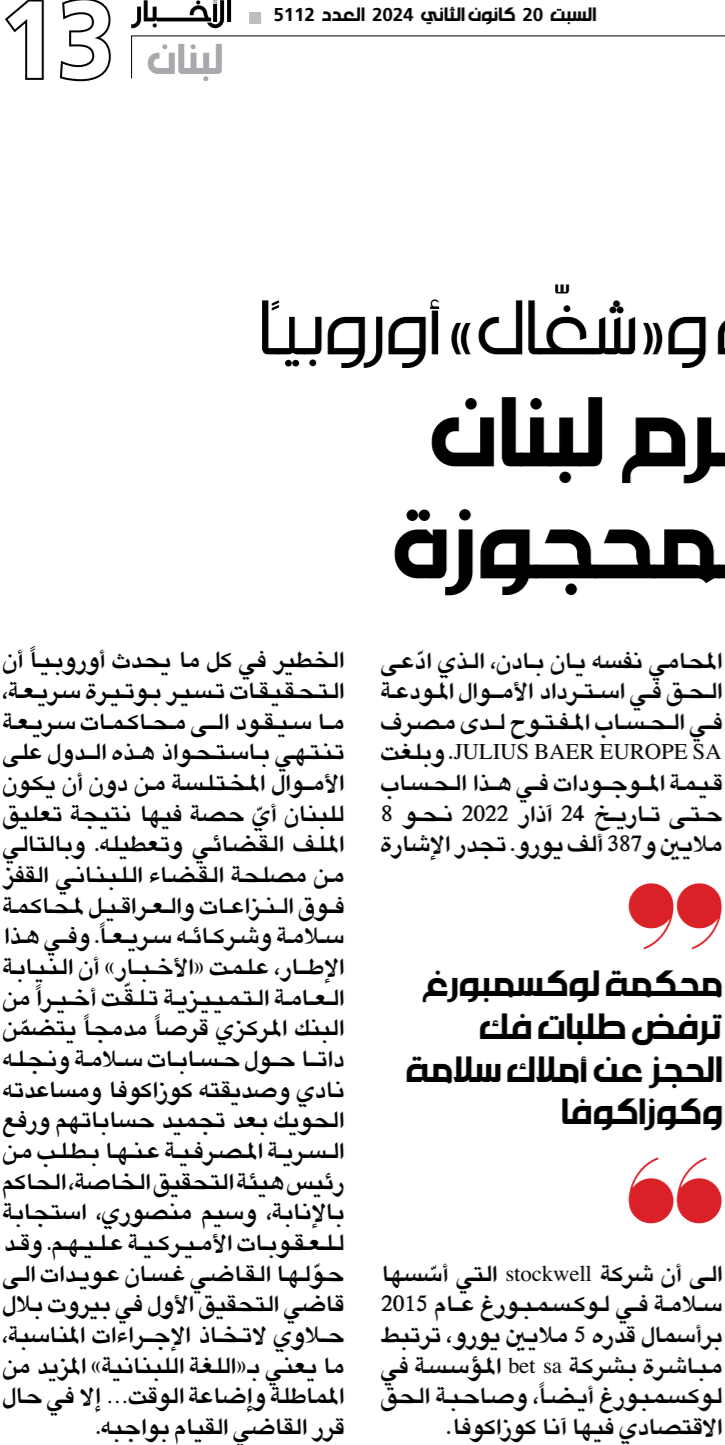 السبت 20 كانون الثاني 2024 العدد 5112 ■ الأخبار
13
لبنان
و«شغّال» أوروبيًا
لبنان
المحامي نفسه يان بادن، الذي ادّعى
الحق في استرداد الأموال المودعة
في الحساب المفتوح لدى مصرف
JULIUS BAER EUROPE SA. وبلغت
قيمة الموجودات في هذا الحساب
حتى تاريخ 24 آذار 2022 نحو 8
ملايين و387 ألف يورو. تجدر الإشارة
محكمة لوكسمبورغ
ترفض طلبات فك
الحجز عن أملاك سلامة
وكوزاكوفا
الى أن شركة stockwell التي أسّسها
سلامة في لوكسمبورغ عام 2015
برأسمال قدره 5 ملايين يورو، ترتبط
مباشرة بشركة bet sa المؤسسة في
لوكسمبورغ أيضاً، وصاحبة الحق
الاقتصادي فيها آنا كوزاكوفا.
الخطير في كل ما يحدث أوروبياً أن
التحقيقات تسير بوتيرة سريعة،
ما سيقود الى محاكمات سريعة
تنتهي باستحواذ هذه الدول على
الأموال المختلسة من دون أن يكون
للبنان أيّ حصة فيها نتيجة تعليق
الملف القضائي وتعطيله. وبالتالي
من مصلحة القضاء اللبناني القفز
فوق النزاعات والعراقيل لمحاكمة
سلامة وشركائه سريعاً. وفي هذا
الإطار، علمت «الأخبار» أن النيابة
العامة التمييزية تلقّت أخيراً من
البنك المركزي قرصاً مدمجاً يتضمّن
داتا حول حسابات سلامة ونجله
نادي وصديقته كوزاكوفا ومساعدته
الحويك بعد تجميد حساباتهم ورفع
السرية المصرفية عنها بطلب من
رئيس هيئة التحقيق الخاصة، الحاكم
بالإنابة، وسيم منصوري، استجابة
للعقوبات الأميركية عليهم. وقد
حوّلها القاضي غسان عويدات الى
قاضي التحقيق الأول في بيروت بلال
حلاوي لاتخاذ الإجراءات المناسبة،
ما يعني بـ«اللغة اللبنانية» المزيد من
المماطلة وإضاعة الوقت... إلا في حال
قرر القاضي القيام بواجبه.